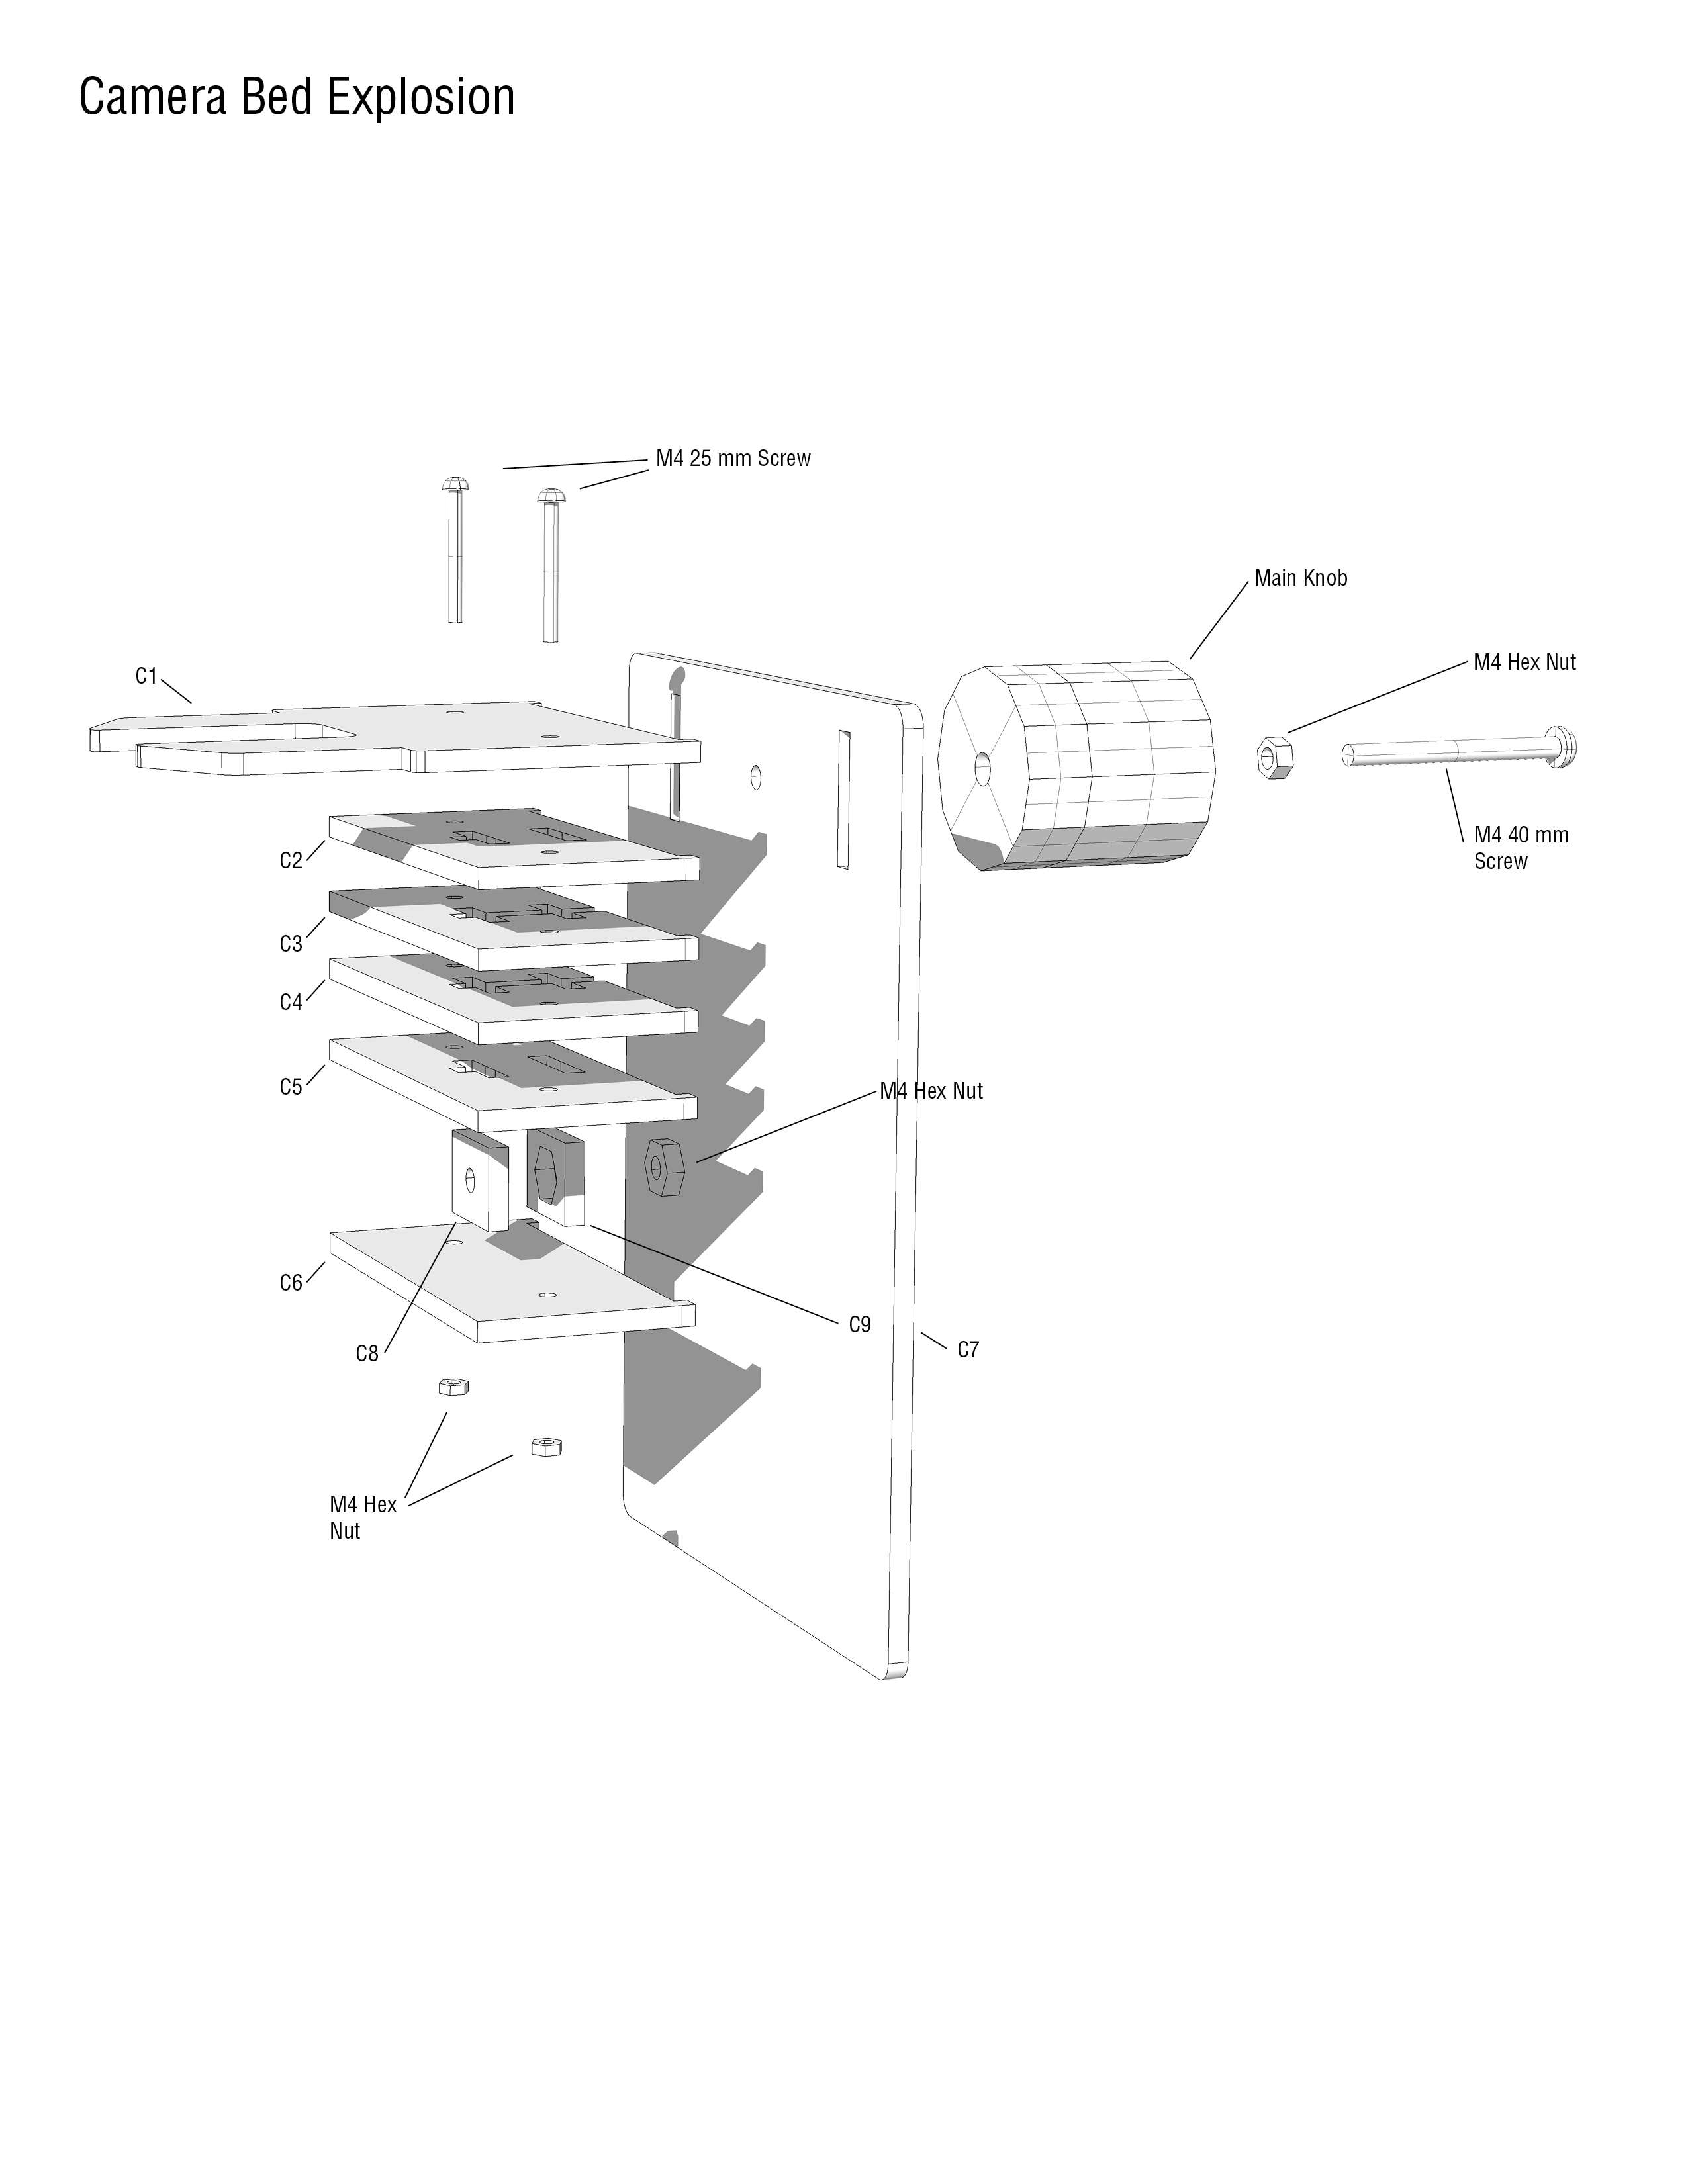 Camera Bed Explosion
M4 25 mm Screw
Main Knob
M4 Hex Nut
C1
M4 40 mm
Screw
C2
C3
C4
C5
M4 Hex Nut
C6
C9
C8
C7
M4 Hex
Nut